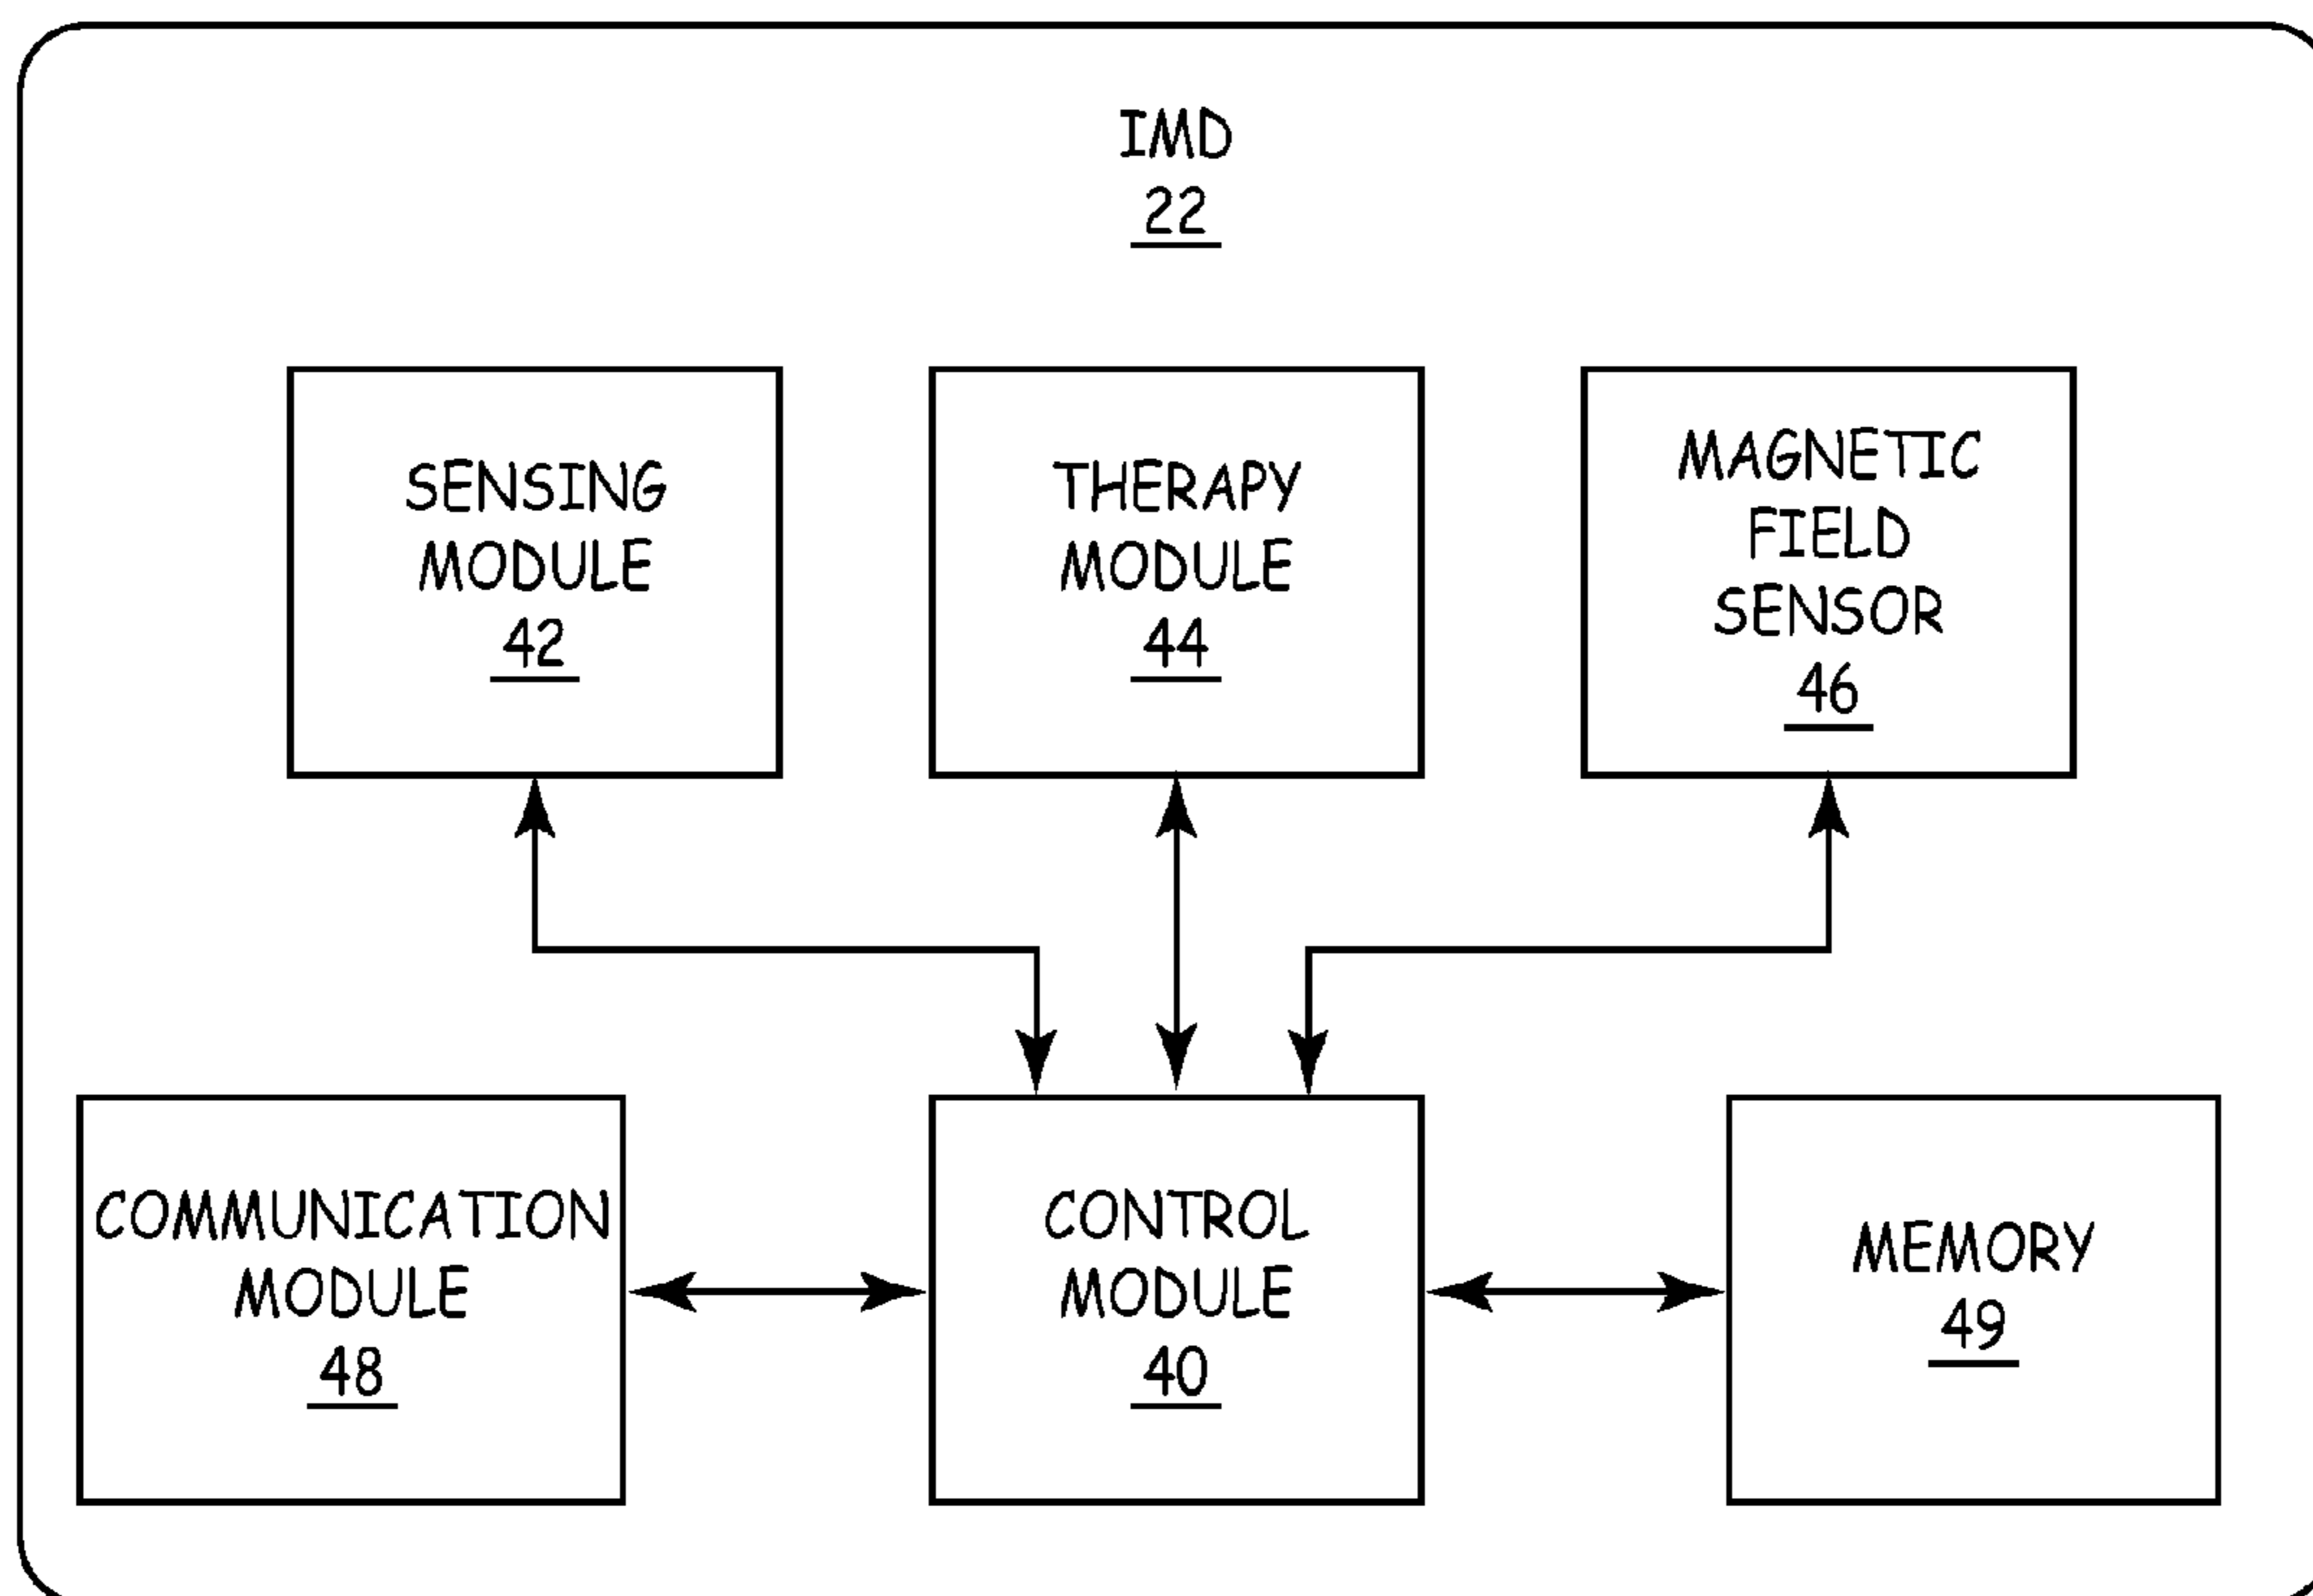 IMD
22
SENSING
MODULE
42
THERAPY
MODULE
44
MAGNETIC
FIELD
SENSOR
46
COMMUNICATION
MODULE
48
CONTROL
MODULE
40
MEMORY
49